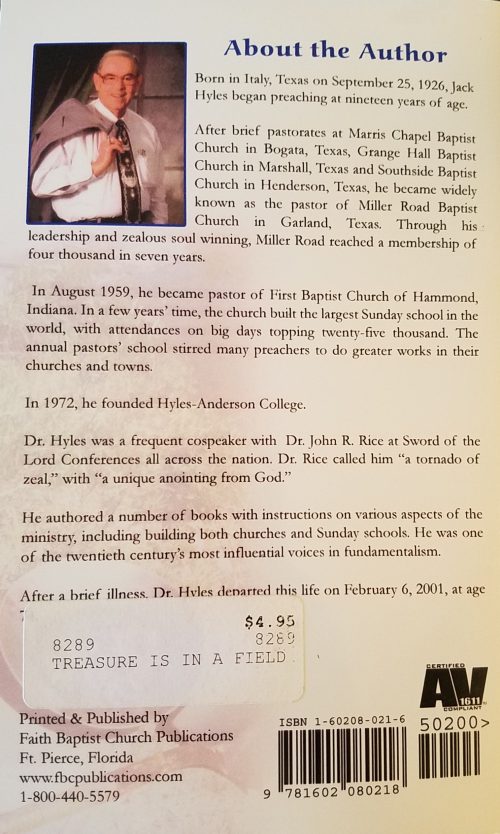 About the Author
Born in Italy, Texas on September 25, 1926, Jack
Hyles began preaching at nineteen years of age.
After brief pastorates at Marris Chapel Baptist
Church in Bogata, Texas, Grange Hall Baptist
Church in Marshall, Texas and Southside Baptist
Church in Henderson, Texas, he became widely
known as the pastor of Miller Road Baptist
Church in Garland, Texas. Through his
leadership and zealous soul winning, Miller Road reached a membership of
four thousand in seven years.
In August 1959, he became pastor of First Baptist Church of Hammond,
Indiana. In a few years' time, the church built the largest Sunday school in the
world, with attendances on big days topping twenty-five thousand. The
annual pastors' school stirred many preachers to do greater works in their
churches and towns.
In 1972, he founded Hyles-Anderson College.
Dr. Hyles was a frequent cospeaker with Dr. John R. Rice at Sword of the
Lord Conferences all across the nation. Dr. Rice called him “a tornado of
zeal,” with “a unique anointing from God.”
He authored a number of books with instructions on various aspects of the
ministry, including building both churches and Sunday schools. He was one
of the twentieth century's most influential voices in fundamentalism.
After a brief illness, Dr. Hyles departed this life on February 6, 2001, at age
$4.95
8289 8289
TREASURE IS IN A FIELD
Printed & Published by
Faith Baptist Church Publications
Ft. Pierce, Florida
www.fbcpublications.com
1-800-440-5579
CERTIFIED
AV
1611
COMPLIANT
ISBN 1-60208-021-6
50200>
9 781602 080218